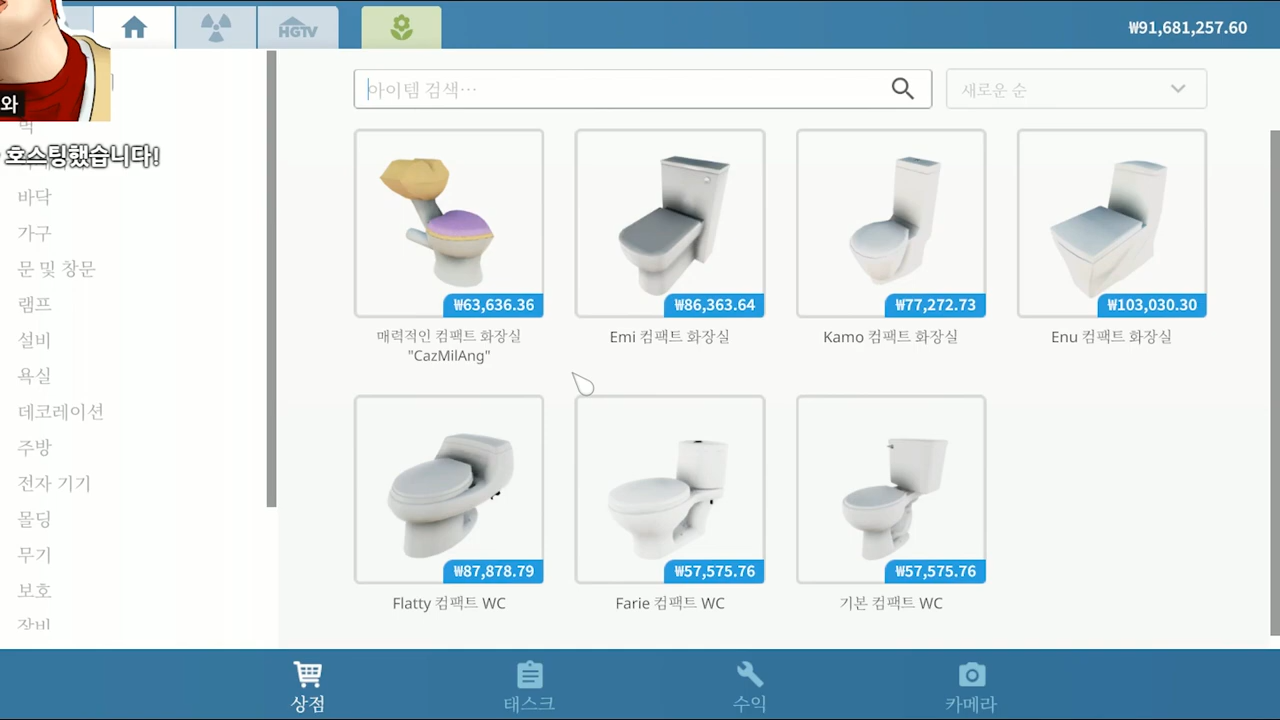 HGTV
₩91,681,257.60
와
호스팅했습니다!
아이템 검색…
새로운 순
벽
바닥
가구
문 및 창문
램프
설비
욕실
데코레이션
주방
전자 기기
몰딩
무기
보호
장비
₩63,636.36
₩86,363.64
₩77,272.73
₩103,030.30
매력적인 컴팩트 화장실
"CazMilAng"
Emi 컴팩트 화장실
Kamo 컴팩트 화장실
Enu 컴팩트 화장실
₩87,878.79
₩57,575.76
₩57,575.76
Flatty 컴팩트 WC
Farie 컴팩트 WC
기본 컴팩트 WC
상점
태스크
수익
카메라